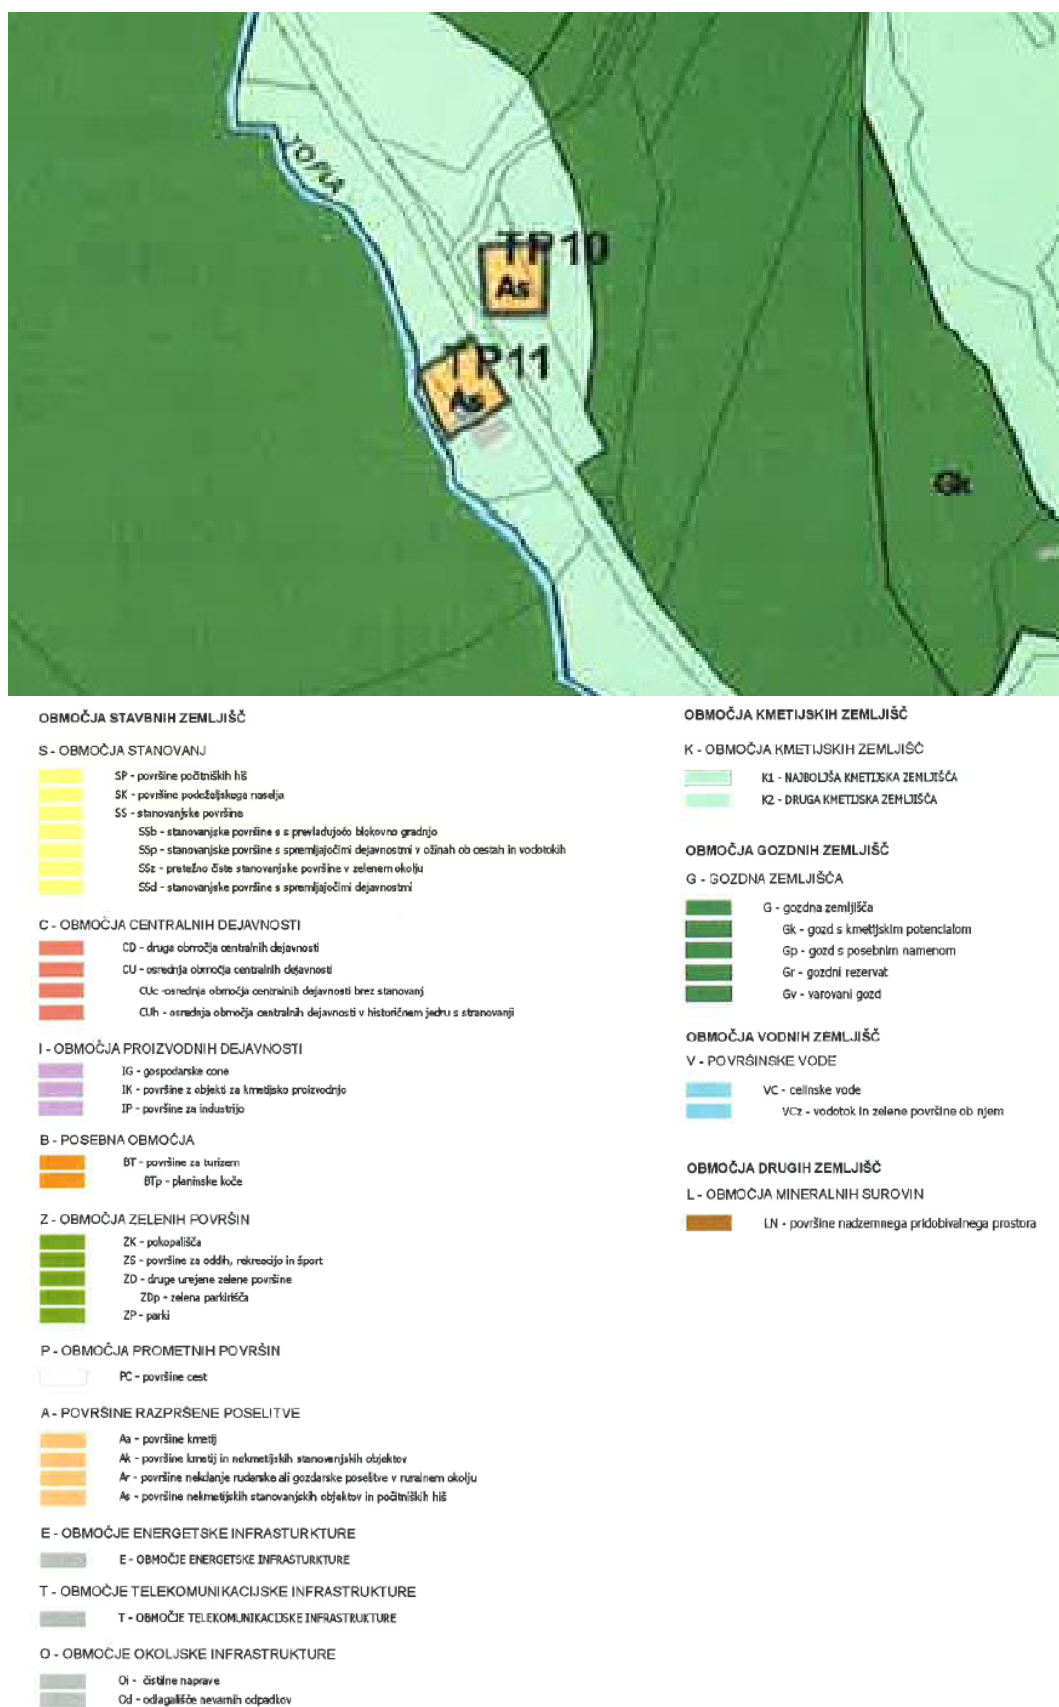 TOPLA
TP10
As
TP11
As
OBMOČJA STAVBNIH ZEMLJIŠČ
S - OBMOČJA STANOVANJ
SP - površine počitniških hiš
SK - površine podeželjskega naselja
SS - stanovanjske površine
SSb - stanovanjske površine s s prevladujočo blokovno gradnjo
SSp - stanovanjske površine s spremljajočimi dejavnostmi v ožinah ob cestah in vodotokih
SSz - pretežno čiste stanovanjske površine v zelenem okolju
SSd - stanovanjske površine s spremljajočimi dejavnostmi
C - OBMOČJA CENTRALNIH DEJAVNOSTI
CD - druga območja centralnih dejavnosti
CU - osrednja območja centralnih dejavnosti
CUc -osrednja območja centralnih dejavnosti brez stanovanj
CUh - osrednja območja centralnih dejavnosti v historičnem jedru s stranovanji
I - OBMOČJA PROIZVODNIH DEJAVNOSTI
IG - gospodarske cone
IK - površine z objekti za kmetijsko proizvodnjo
IP - površine za industrijo
B - POSEBNA OBMOČJA
BT - površine za turizem
BTp - planinske koče
Z - OBMOČJA ZELENIH POVRŠIN
ZK - pokopališča
ZS - površine za oddih, rekreacijo in šport
ZD - druge urejene zelene površine
ZDp - zelena parkirišča
ZP - parki
P - OBMOČJA PROMETNIH POVRŠIN
PC - površine cest
A - POVRŠINE RAZPRŠENE POSELITVE
Aa - površine kmetij
Ak - površine kmetij in nekmetijskih stanovanjskih objektov
Ar - površine nekdanje rudarske ali gozdarske poselitve v ruralnem okolju
As - površine nekmetijskih stanovanjskih objektov in počitniških hiš
E - OBMOČJE ENERGETSKE INFRASTURKTURE
E - OBMOČJE ENERGETSKE INFRASTURKTURE
T - OBMOČJE TELEKOMUNIKACIJSKE INFRASTRUKTURE
T - OBMOČJE TELEKOMUNIKACIJSKE INFRASTRUKTURE
O - OBMOČJE OKOLJSKE INFRASTRUKTURE
Oi - čistilne naprave
Od - odlagališče nevarnih odpadkov
OBMOČJA KMETIJSKIH ZEMLJIŠČ
K - OBMOČJA KMETIJSKIH ZEMLJIŠČ
K1 - NAJBOLJŠA KMETIJSKA ZEMLJIŠČA
K2 - DRUGA KMETIJSKA ZEMLJIŠČA
OBMOČJA GOZDNIH ZEMLJIŠČ
G - GOZDNA ZEMLJIŠČA
G - gozdna zemljišča
Gk - gozd s kmetijskim potencialom
Gp - gozd s posebnim namenom
Gr - gozdni rezervat
Gv - varovani gozd
OBMOČJA VODNIH ZEMLJIŠČ
V - POVRŠINSKE VODE
VC - celinske vode
VCz - vodotok in zelene površine ob njem
OBMOČJA DRUGIH ZEMLJIŠČ
L - OBMOČJA MINERALNIH SUROVIN
LN - površine nadzemnega pridobivalnega prostora